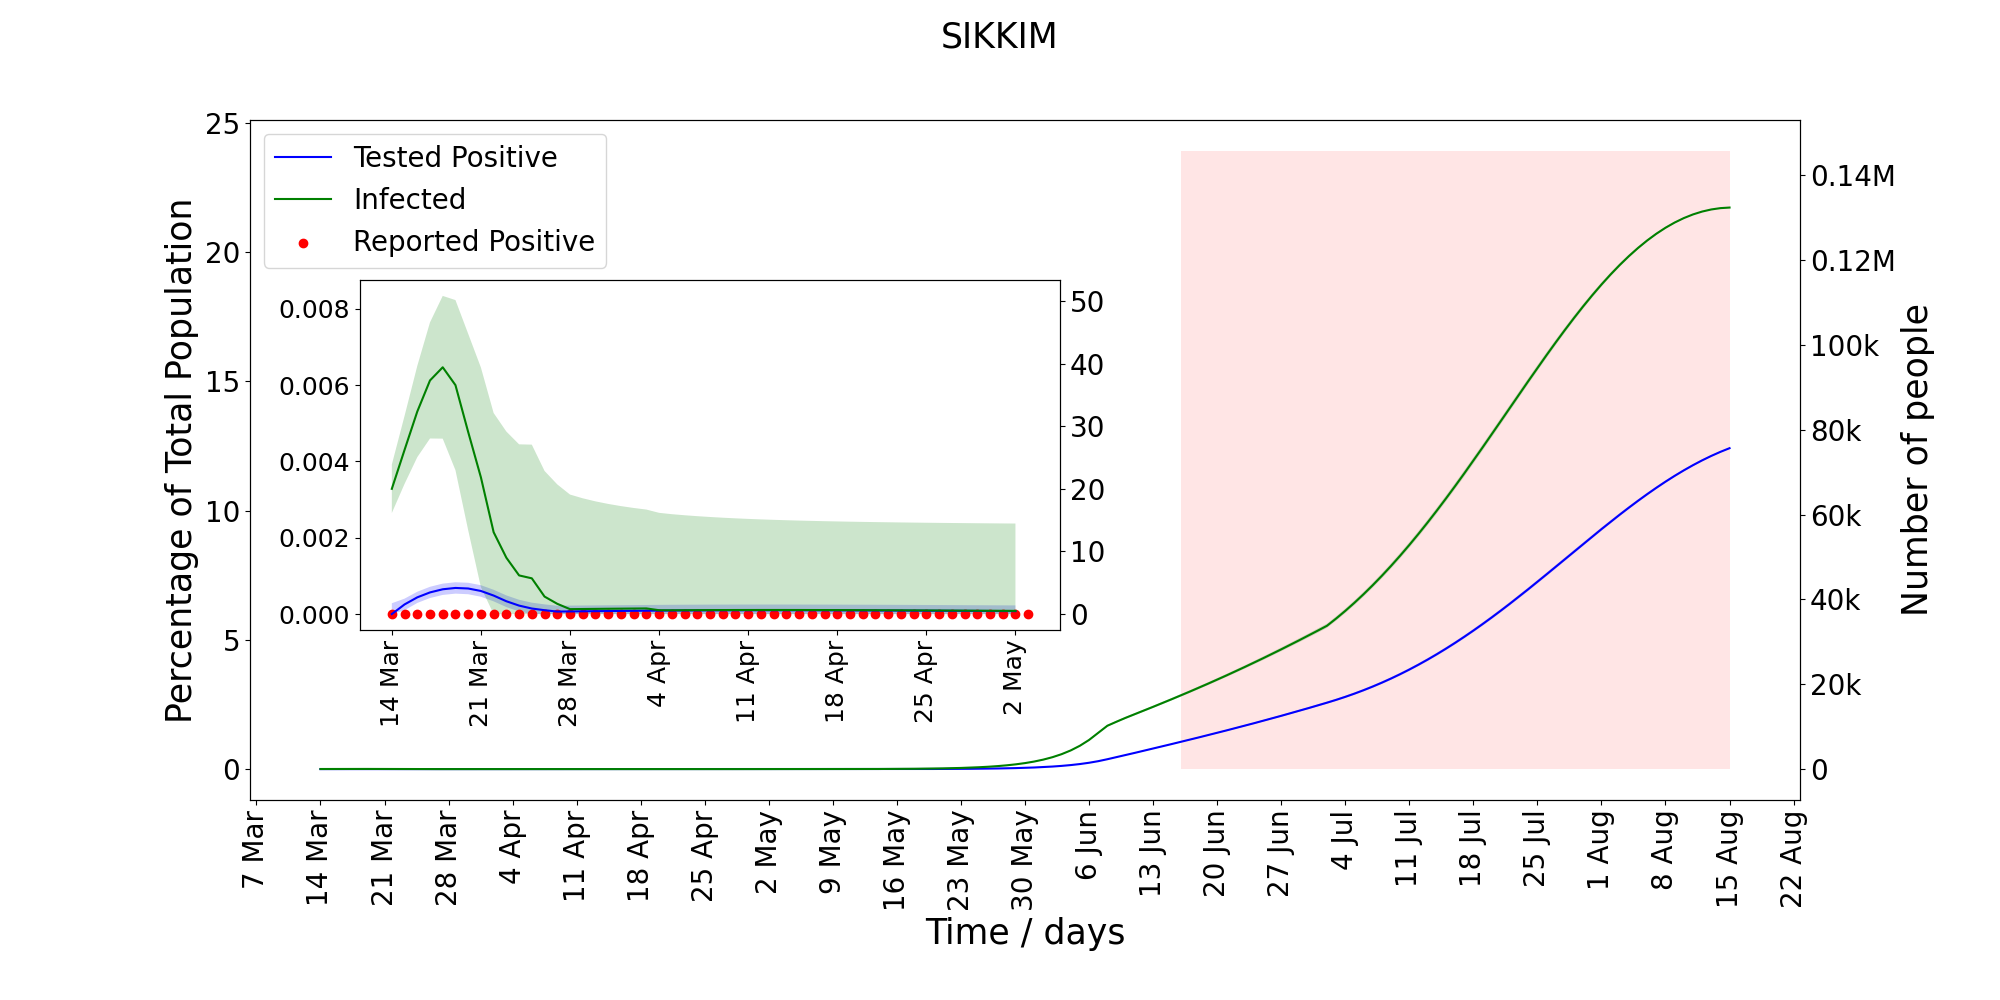 SIKKIM
Tested Positive
Infected
Reported Positive
Percentage of Total Population
25
20
15
10
5
0
0.008
0.006
0.004
0.002
0.000
50
40
30
20
10
0
14 Mar
21 Mar
28 Mar
4 Apr
11 Apr
18 Apr
25 Apr
2 May
0.14M
0.12M
100k
80k
60k
40k
20k
0
Number of people
7 Mar
14 Mar
21 Mar
28 Mar
4 Apr
11 Apr
18 Apr
25 Apr
2 May
9 May
16 May
23 May
30 May
6 Jun
13 Jun
20 Jun
27 Jun
4 Jul
11 Jul
18 Jul
25 Jul
1 Aug
8 Aug
15 Aug
22 Aug
Time / days